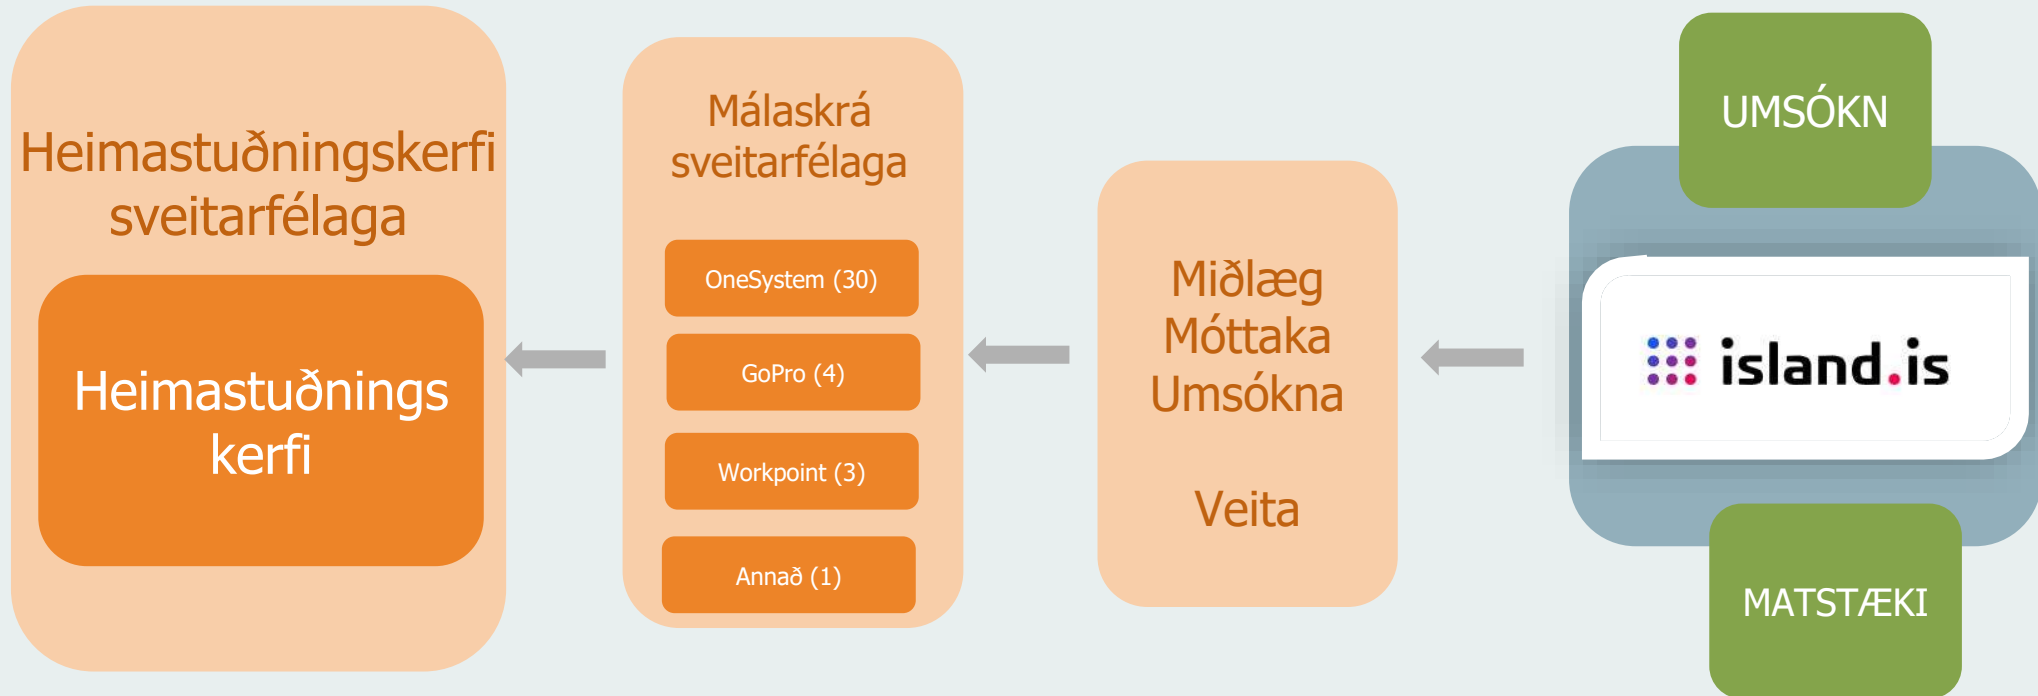 Heimastuðningskerfi
sveitarfélaga
Heimastuðnings
kerfi
Málaskrá
sveitarfélaga
OneSystem (30)
GoPro (4)
Workpoint (3)
Annað (1)
Miðlæg
Móttaka
Umsókna
Veita
UMSÓKN
island.is
MATSTÆKI